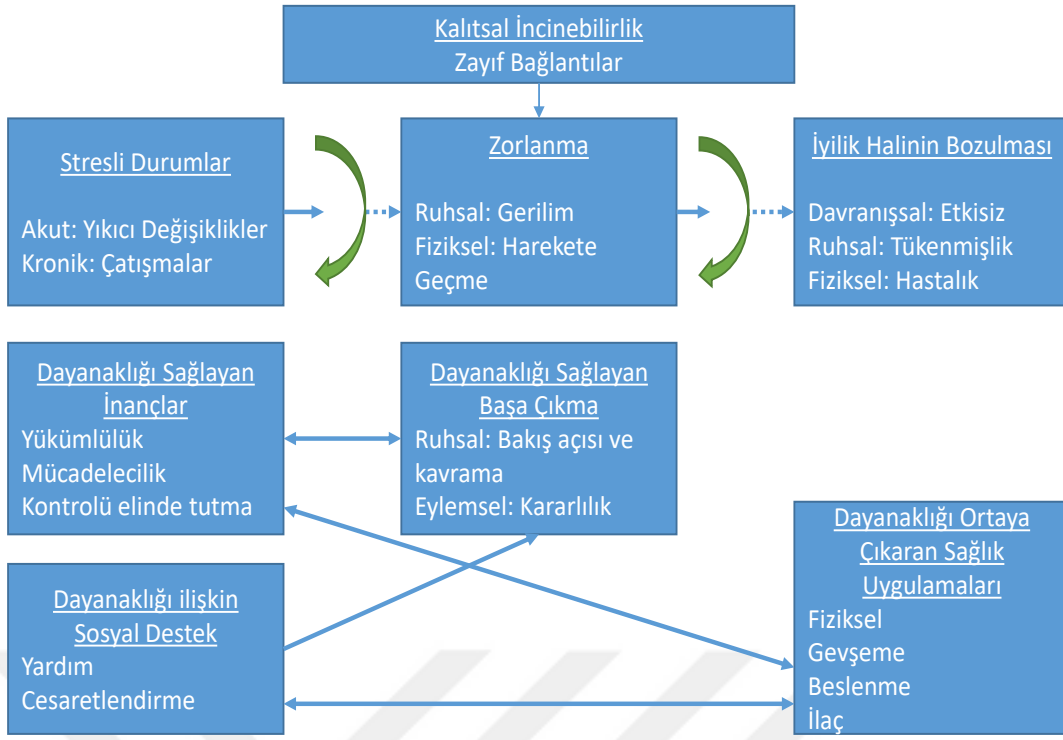 Kalıtsal İncinebilirlik
Zayıf Bağlantılar
Stresli Durumlar
Akut: Yıkıcı Değişiklikler
Kronik: Çatışmalar
Zorlanma
Ruhsal: Gerilim
Fiziksel: Harekete
Geçme
İyilik Halinin Bozulması
Davranışsal: Etkisiz
Ruhsal: Tükenmişlik
Fiziksel: Hastalık
Dayanaklığı Sağlayan
İnançlar
Yükümlülük
Mücadelecilik
Kontrolü elinde tutma
Dayanaklığı Sağlayan
Başa Çıkma
Ruhsal: Bakış açısı ve
kavrama
Eylemsel: Kararlılık
Dayanaklığı ilişkin
Sosyal Destek
Yardım
Cesaretlendirme
Dayanaklığı Ortaya
Çıkaran Sağlık
Uygulamaları
Fiziksel
Gevşeme
Beslenme
İlaç